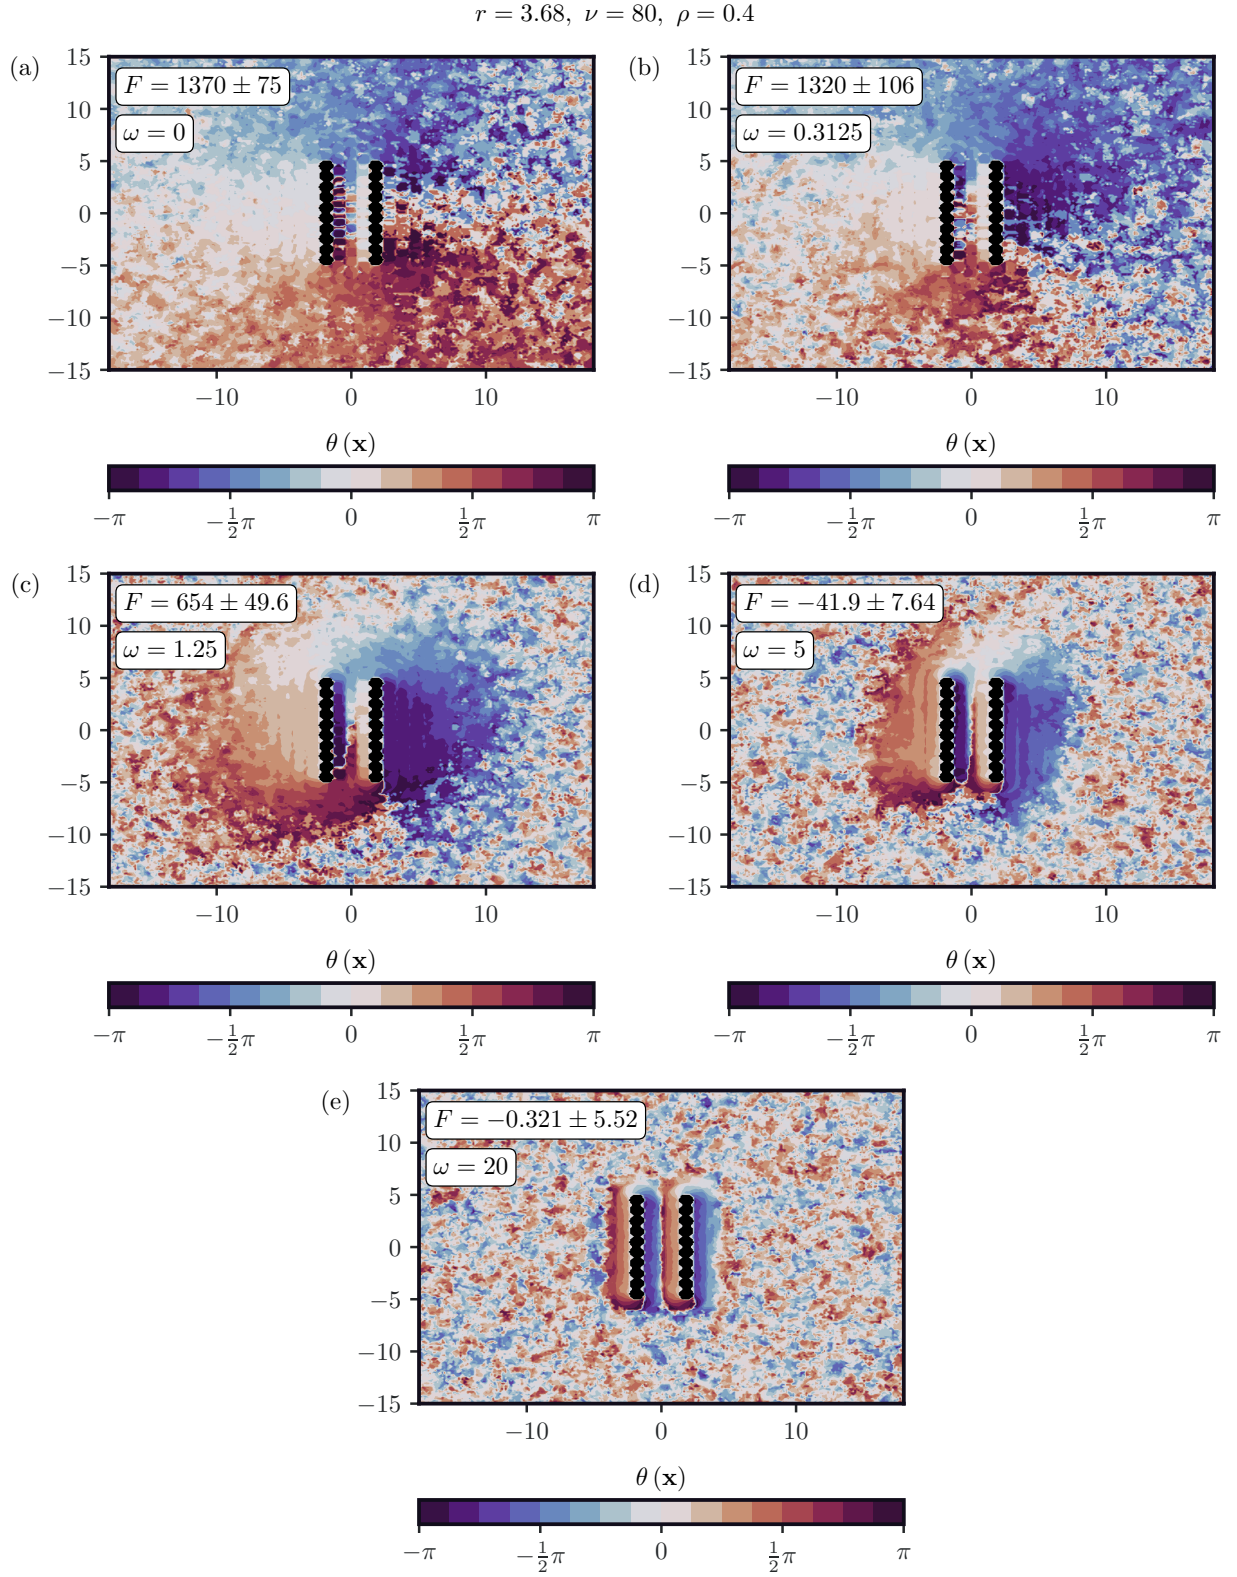 r = 3.68, ν = 80, ρ = 0.4
(a)
F = 1370 ± 75
ω = 0
15
10
5
0
−5
−10
−15
−10 0 10
θ (x)
−π −½π 0 ½π π
(b)
F = 1320 ± 106
ω = 0.3125
15
10
5
0
−5
−10
−15
−10 0 10
θ (x)
−π −½π 0 ½π π
(c)
F = 654 ± 49.6
ω = 1.25
15
10
5
0
−5
−10
−15
−10 0 10
θ (x)
−π −½π 0 ½π π
(d)
F = −41.9 ± 7.64
ω = 5
15
10
5
0
−5
−10
−15
−10 0 10
θ (x)
−π −½π 0 ½π π
(e)
F = −0.321 ± 5.52
ω = 20
15
10
5
0
−5
−10
−15
−10 0 10
θ (x)
−π −½π 0 ½π π